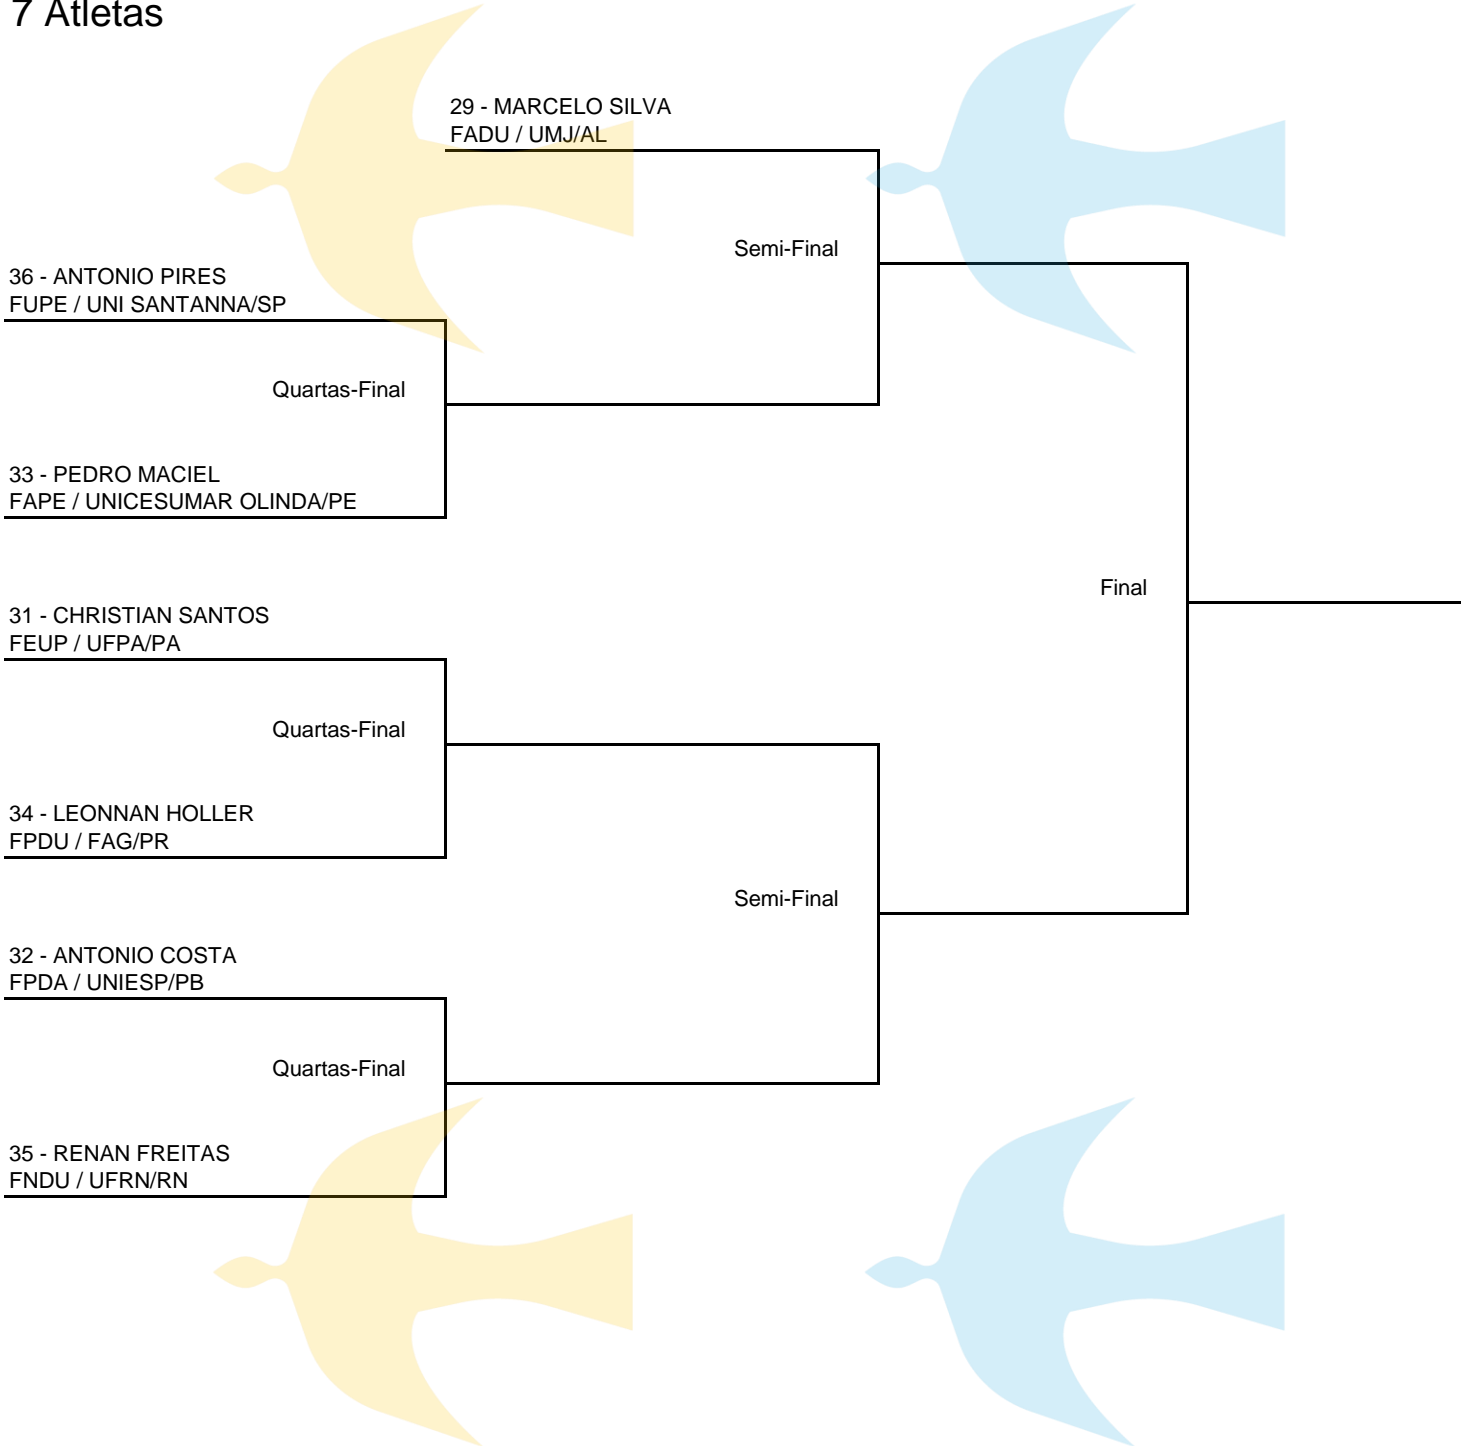 7 Atletas
29 - MARCELO SILVA
FADU / UMJ/AL
Semi-Final
36 - ANTONIO PIRES
FUPE / UNI SANTANNA/SP
Quartas-Final
33 - PEDRO MACIEL
FAPE / UNICESUMAR OLINDA/PE
Final
31 - CHRISTIAN SANTOS
FEUP / UFPA/PA
Quartas-Final
34 - LEONNAN HOLLER
FPDU / FAG/PR
Semi-Final
32 - ANTONIO COSTA
FPDA / UNIESP/PB
Quartas-Final
35 - RENAN FREITAS
FNDU / UFRN/RN